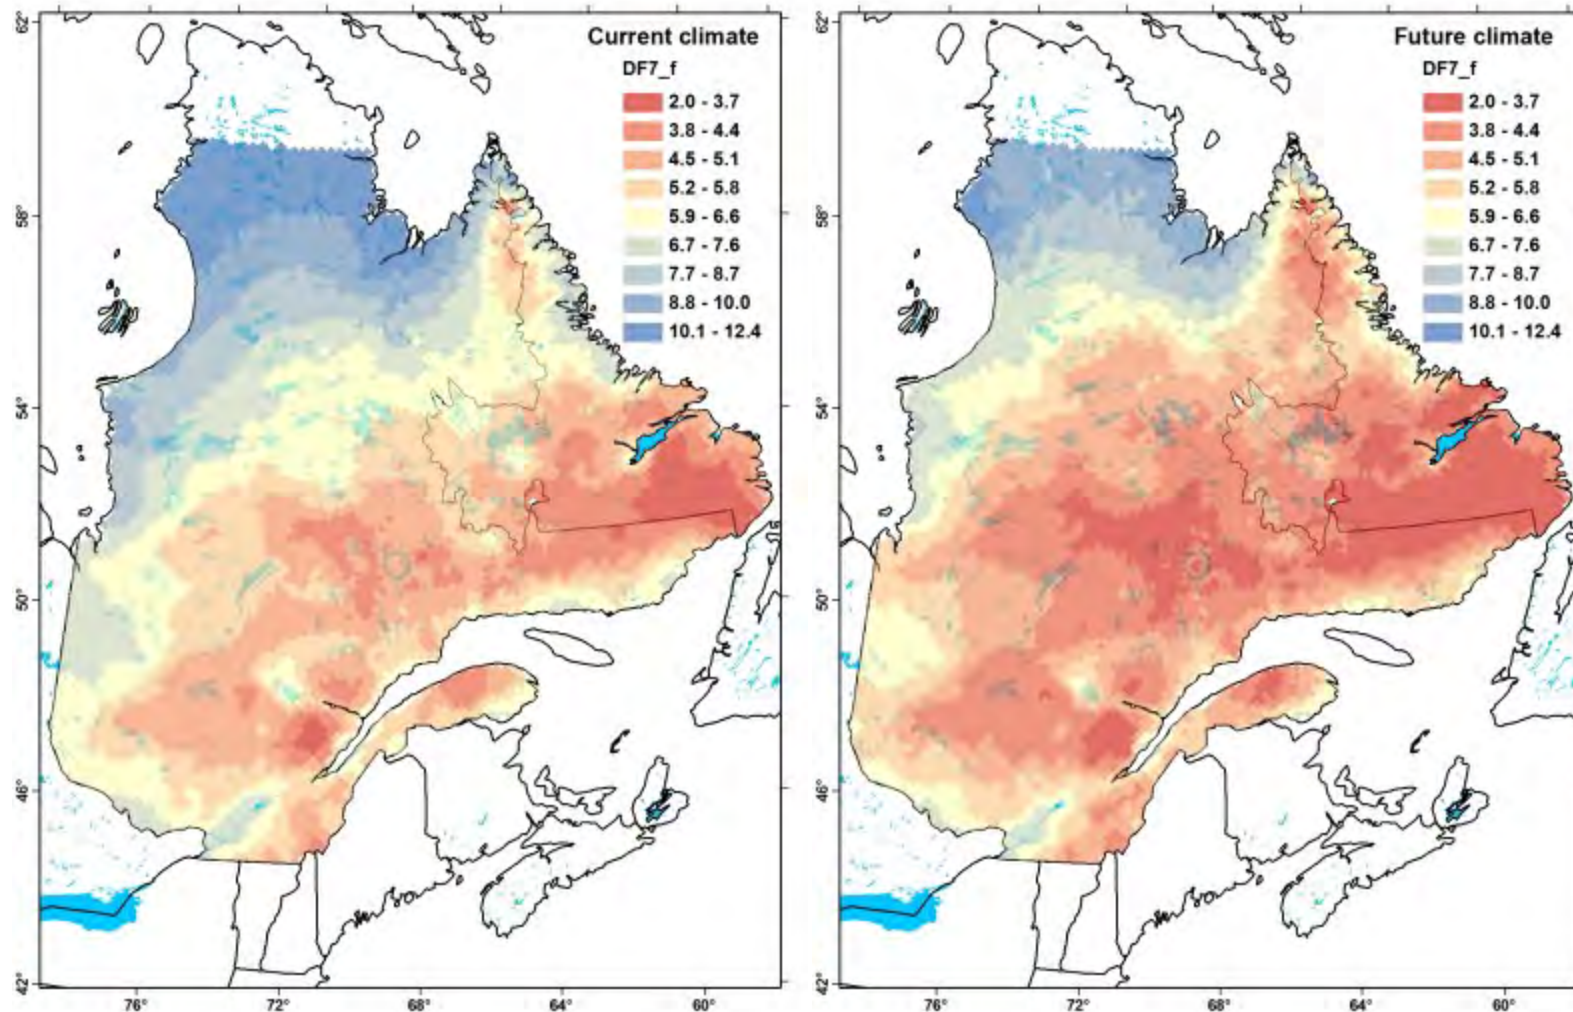 Current climate
DF7_f
2.0 - 3.7
3.8 - 4.4
4.5 - 5.1
5.2 - 5.8
5.9 - 6.6
6.7 - 7.6
7.7 - 8.7
8.8 - 10.0
10.1 - 12.4
62°
58°
54°
50°
46°
42°
76°
72°
68°
64°
60°
Future climate
DF7_f
2.0 - 3.7
3.8 - 4.4
4.5 - 5.1
5.2 - 5.8
5.9 - 6.6
6.7 - 7.6
7.7 - 8.7
8.8 - 10.0
10.1 - 12.4
62°
58°
54°
50°
46°
42°
76°
72°
68°
64°
60°